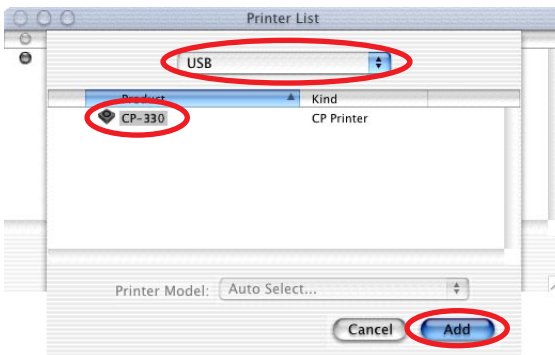 Printer List
USB
Product Kind
CP-330 CP Printer
Printer Model: Auto Select...
Cancel Add